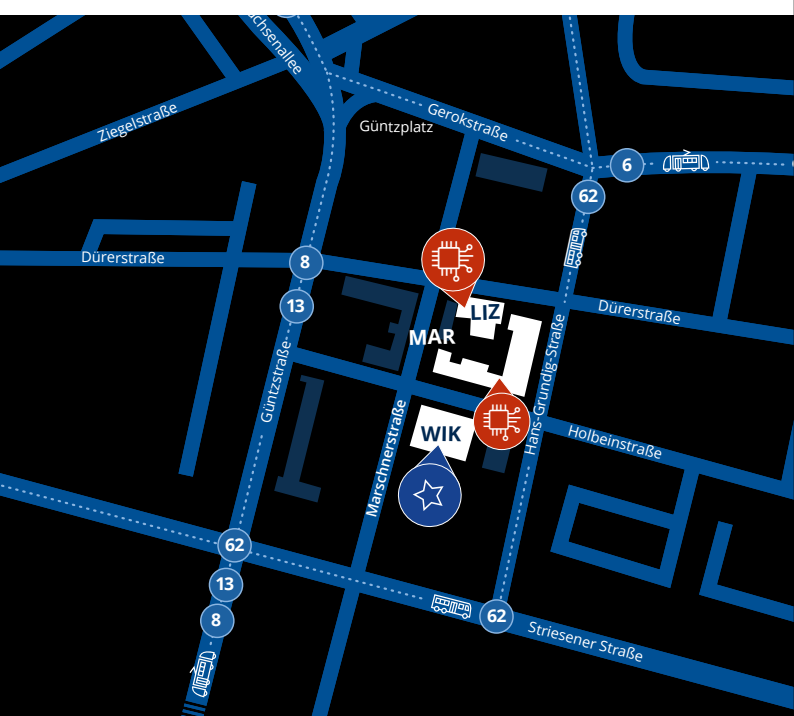 chsenallee
Ziegelstraße
Güntzplatz
Gerokstraße
6
62
Dürerstraße
8
13
LIZ
Dürerstraße
MAR
Güntzstraße
Hans-Grundig-Straße
Marschnerstraße
WIK
Holbeinstraße
62
13
8
62
Striesener Straße